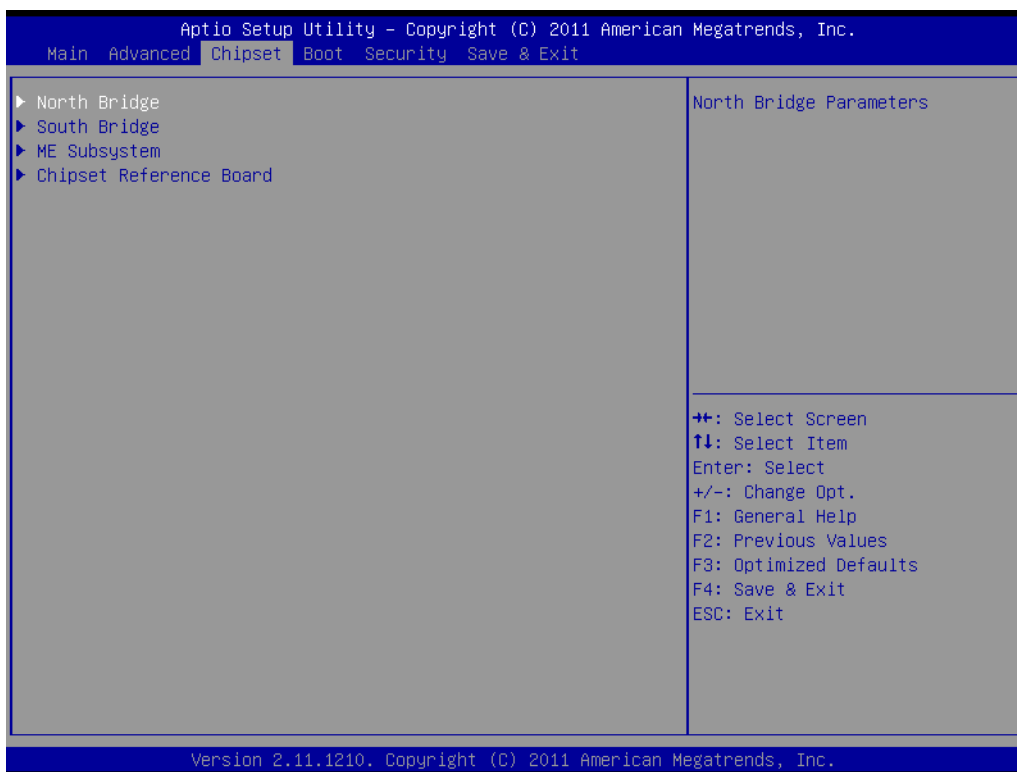 Aptio Setup Utility – Copyright (C) 2011 American Megatrends, Inc.
Main Advanced Chipset Boot Security Save & Exit
▶ North Bridge
▶ South Bridge
▶ ME Subsystem
▶ Chipset Reference Board
North Bridge Parameters
→←: Select Screen
↑↓: Select Item
Enter: Select
+/-: Change Opt.
F1: General Help
F2: Previous Values
F3: Optimized Defaults
F4: Save & Exit
ESC: Exit
Version 2.11.1210. Copyright (C) 2011 American Megatrends, Inc.